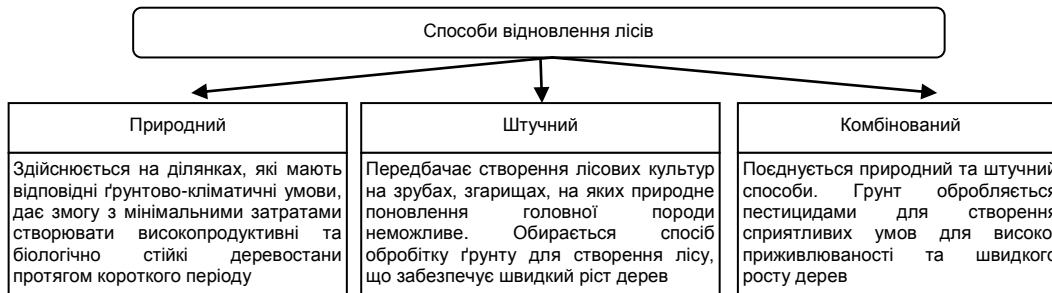 Способи відновлення лісів
Природний
Здійснюється на ділянках, які мають
відповідні ґрунтово-кліматичні умови,
дає змогу з мінімальними затратами
створювати високопродуктивні та
біологічно стійкі деревостани
протягом короткого періоду
Штучний
Передбачає створення лісових культур
на зрубах, згарищах, на яких природне
поновлення головної породи
неможливе. Обирається спосіб
обробітку ґрунту для створення лісу,
що забезпечує швидкий ріст дерев
Комбінований
Поєднується природний та штучний
способи. Грунт обробляється
пестицидами для створення
сприятливих умов для високо
приживлюваності та швидкого
росту дерев